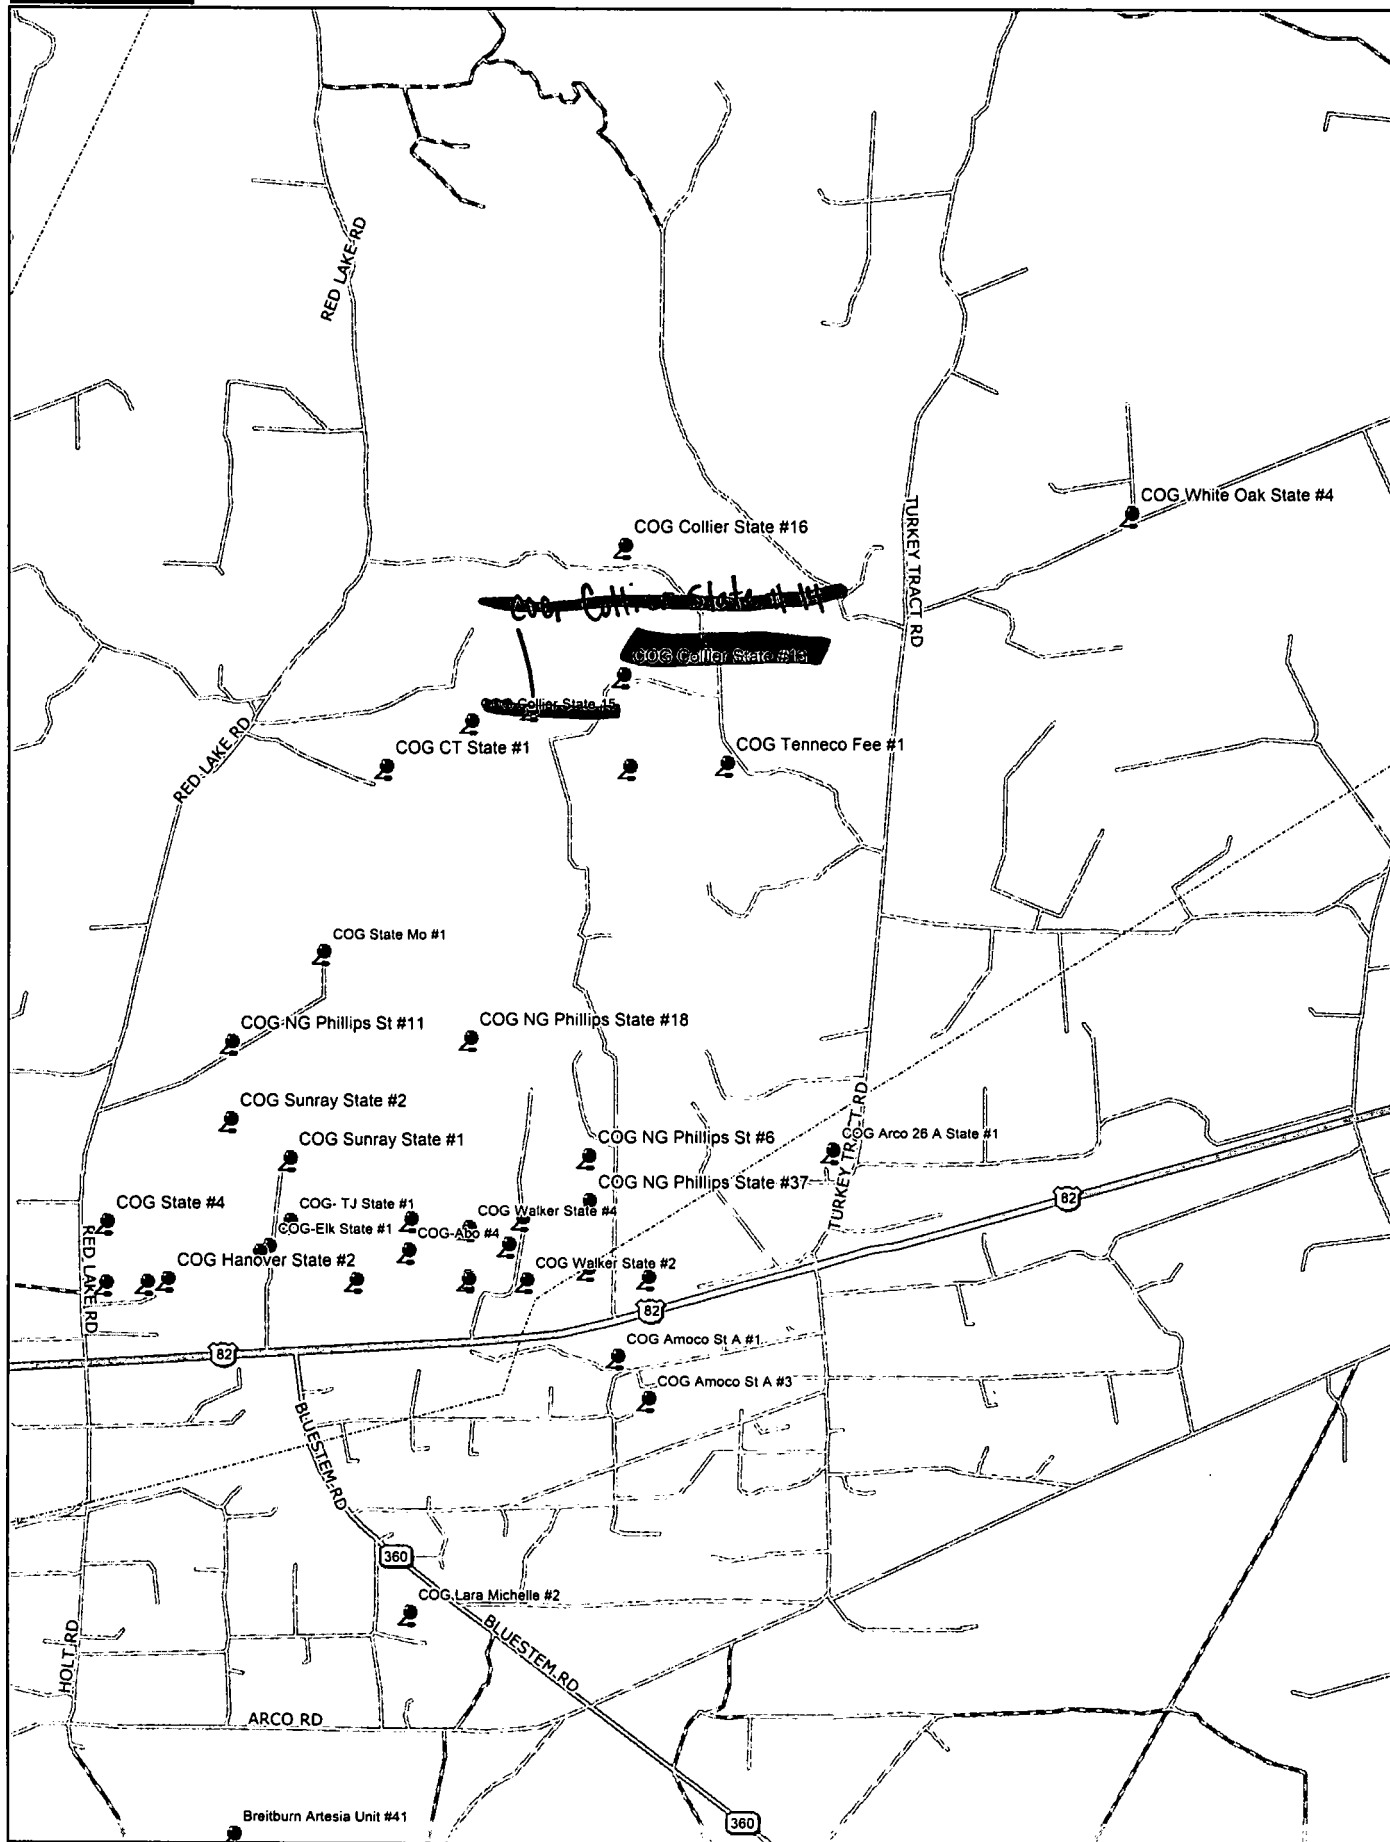 RED LAKE RD
COG White Oak State #4
TURKEY TRACT RD
COG Collier State #16
COG Collier State #14
COG Collier State
COG Collier State 15
RED LAKE RD
COG CT State #1
COG Tenneco Fee #1
COG State Mo #1
COG NG Phillips St #11
COG NG Phillips State #18
COG Sunray State #2
COG Sunray State #1
COG NG Phillips St #6
COG Arco 26 A State #1
TURKEY TRACT RD
COG NG Phillips State #37
82
COG State #4
COG- TJ State #1
COG Walker State #4
COG-Elk State #1
COG-Abo #4
RED LAKE RD
COG Hanover State #2
COG Walker State #2
82
82
COG Amoco St A #1
COG Amoco St A #3
BLUESTEM RD
360
COG Lara Michelle #2
BLUESTEM RD
HOLT RD
ARCO RD
Breitburn Artesia Unit #41
360